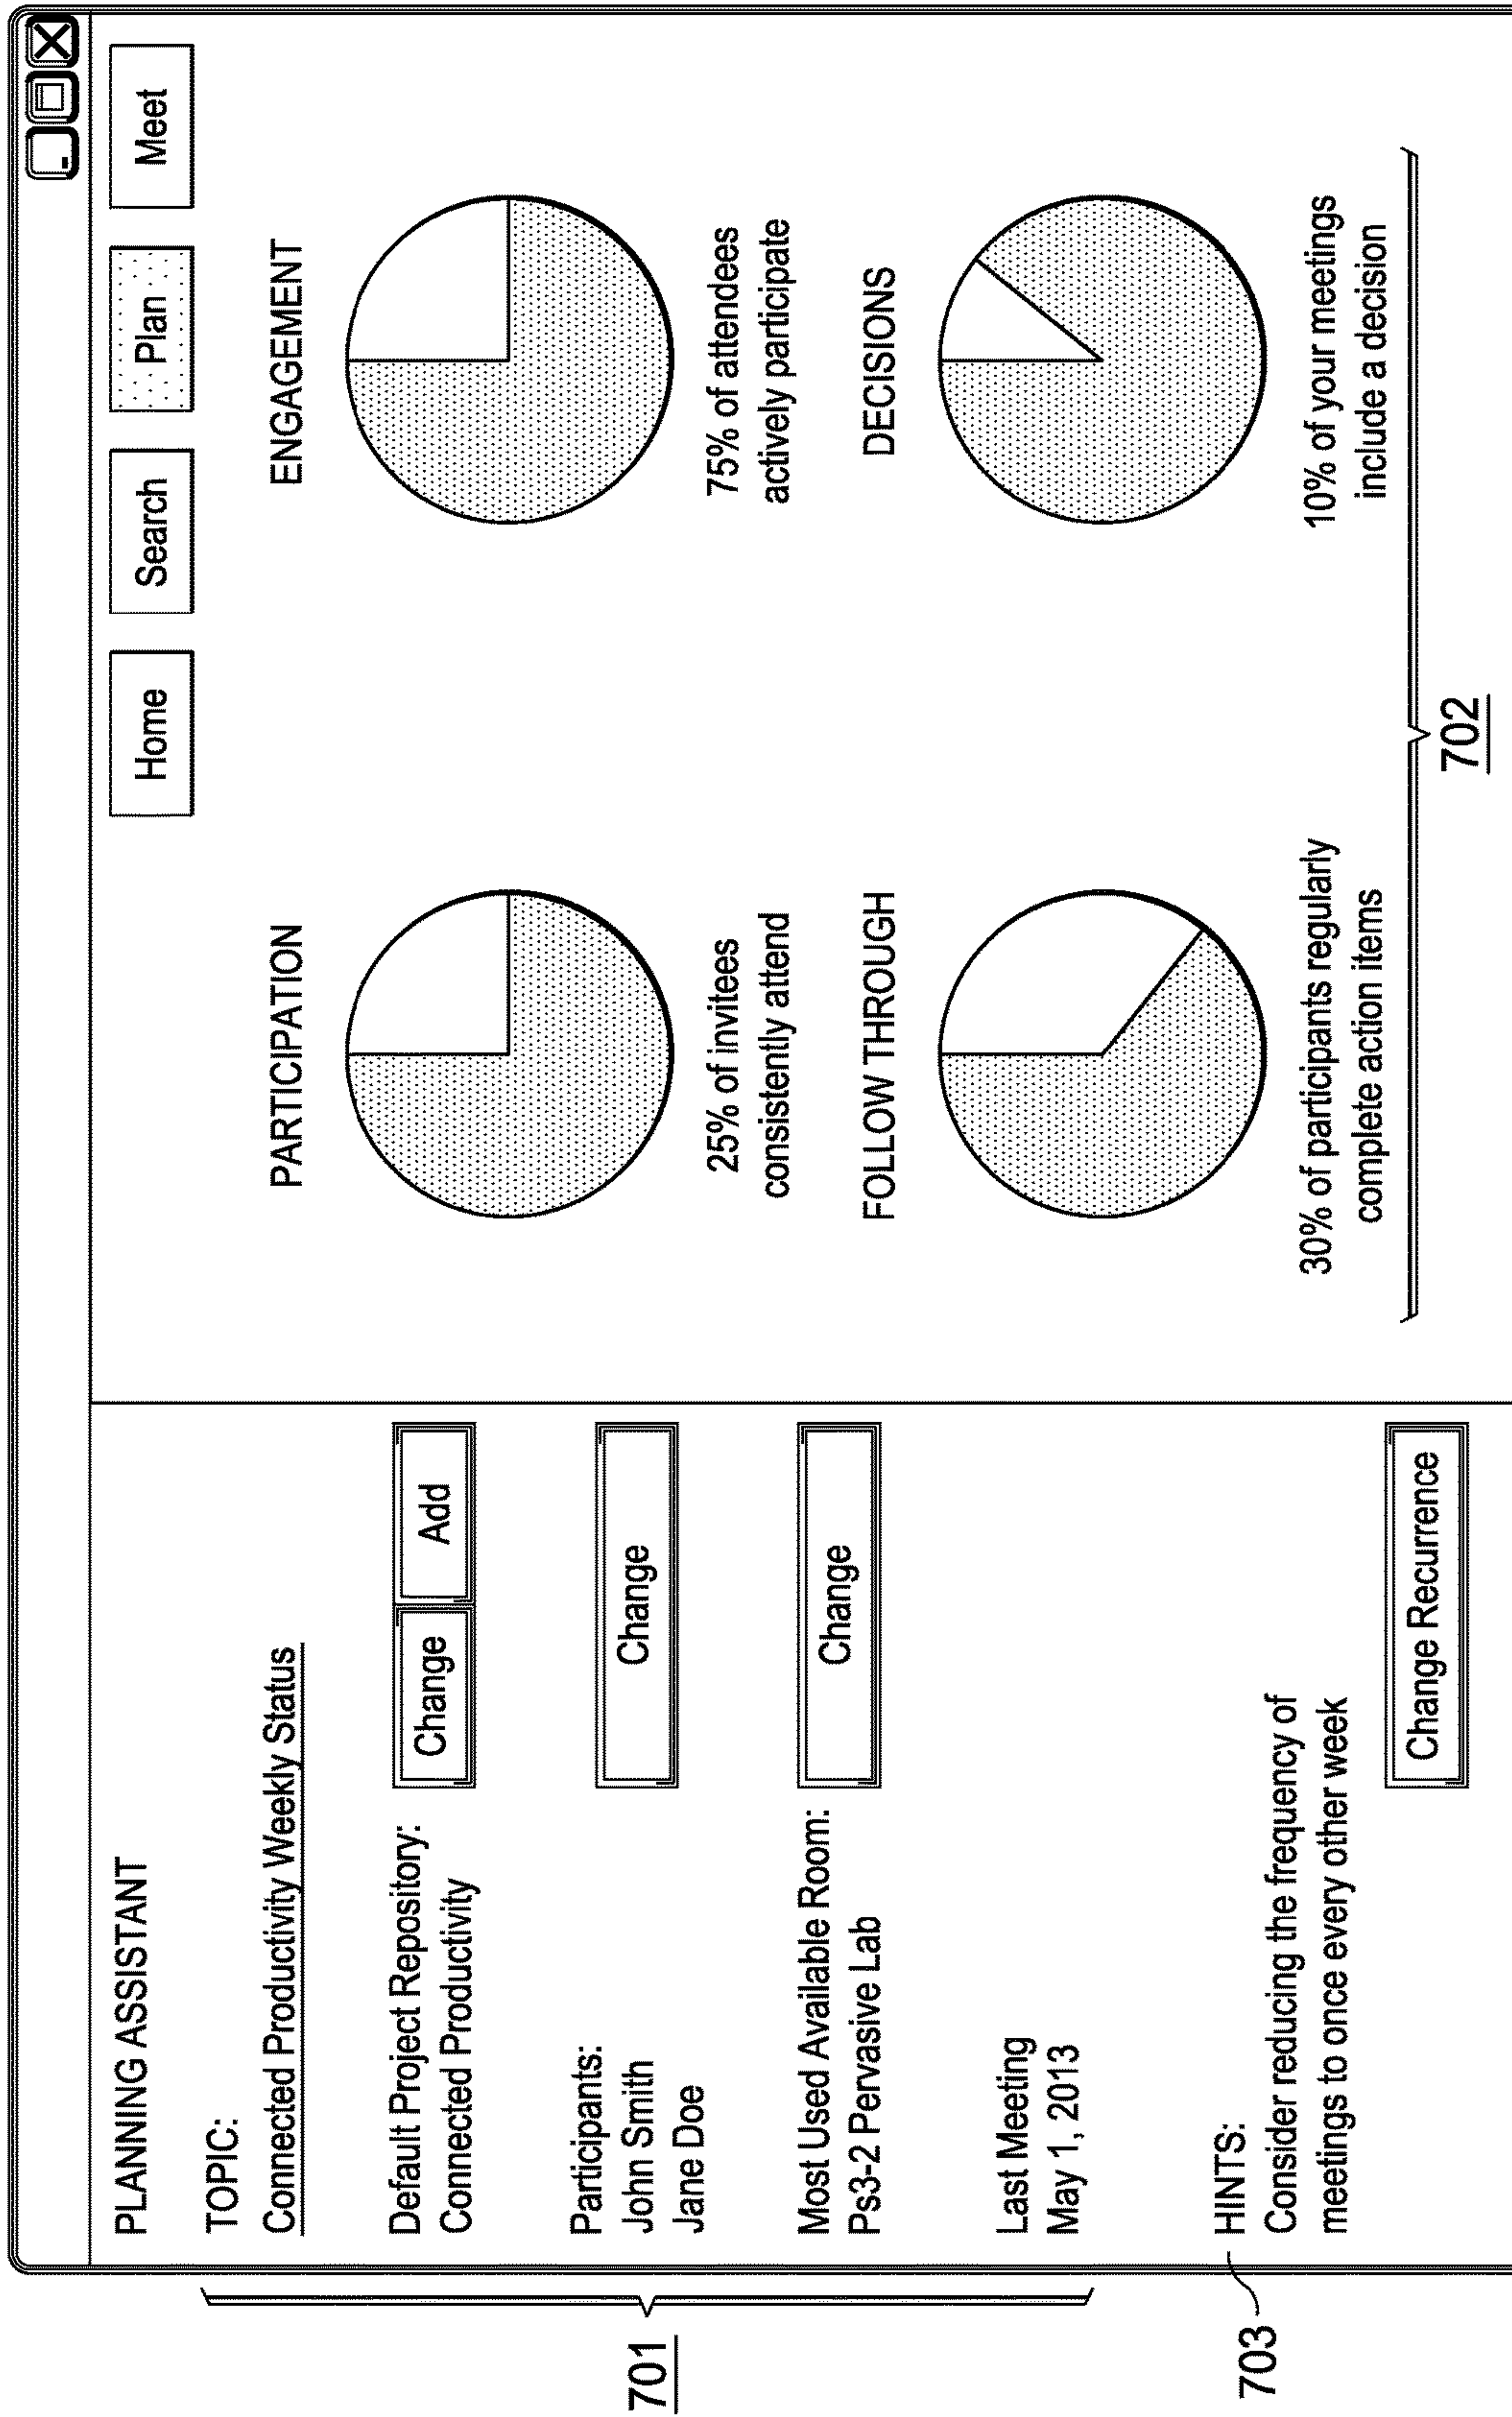 Home
Search
Plan
Meet
PLANNING ASSISTANT
TOPIC:
Connected Productivity Weekly Status
Default Project Repository:
Connected Productivity
Change
Add
Participants:
John Smith
Jane Doe
Change
Most Used Available Room:
Ps3-2 Pervasive Lab
Change
Last Meeting
May 1, 2013
HINTS:
Consider reducing the frequency of
meetings to once every other week
Change Recurrence
701
703
PARTICIPATION
25% of invitees
consistently attend
ENGAGEMENT
75% of attendees
actively participate
FOLLOW THROUGH
30% of participants regularly
complete action items
DECISIONS
10% of your meetings
include a decision
702